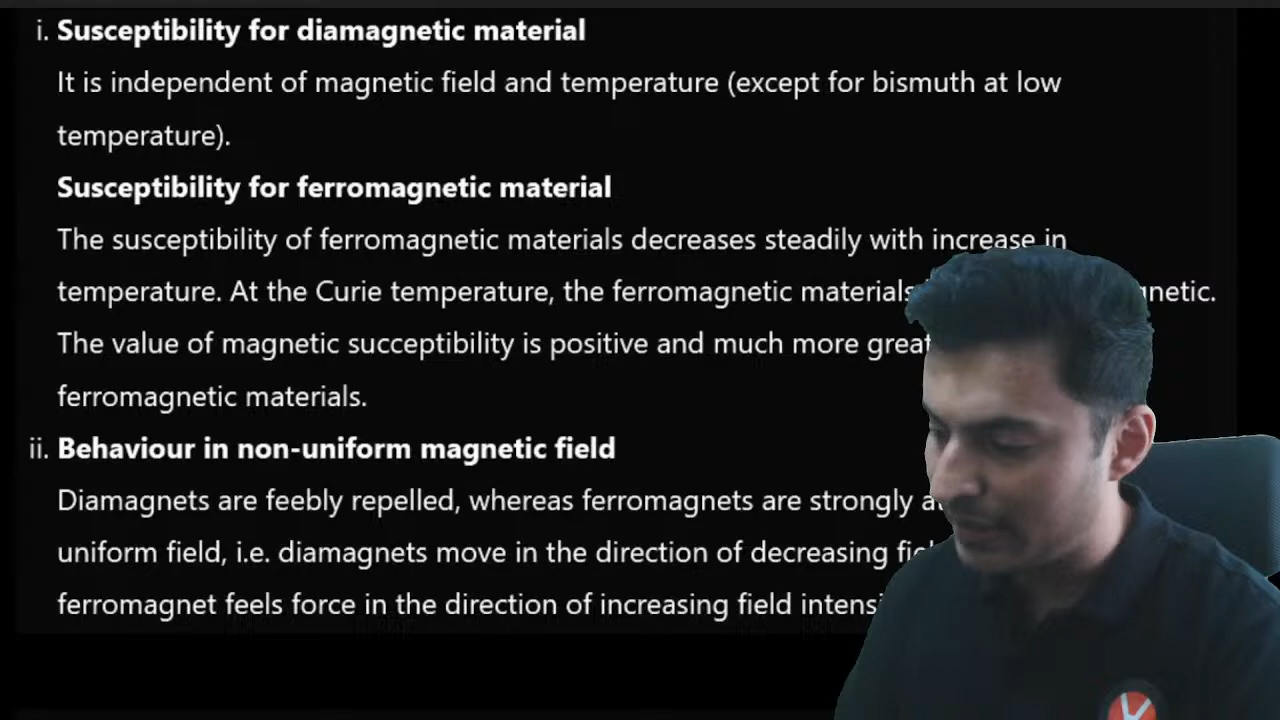 i. Susceptibility for diamagnetic material
It is independent of magnetic field and temperature (except for bismuth at low
temperature).
Susceptibility for ferromagnetic material
The susceptibility of ferromagnetic materials decreases steadily with increase in
temperature. At the Curie temperature, the ferromagnetic materials
The value of magnetic succeptibility is positive and much more
ferromagnetic materials.
ii. Behaviour in non-uniform magnetic field
Diamagnets are feebly repelled, whereas ferromagnets are strongly
uniform field, i.e. diamagnets move in the direction of decreasing
ferromagnet feels force in the direction of increasing field